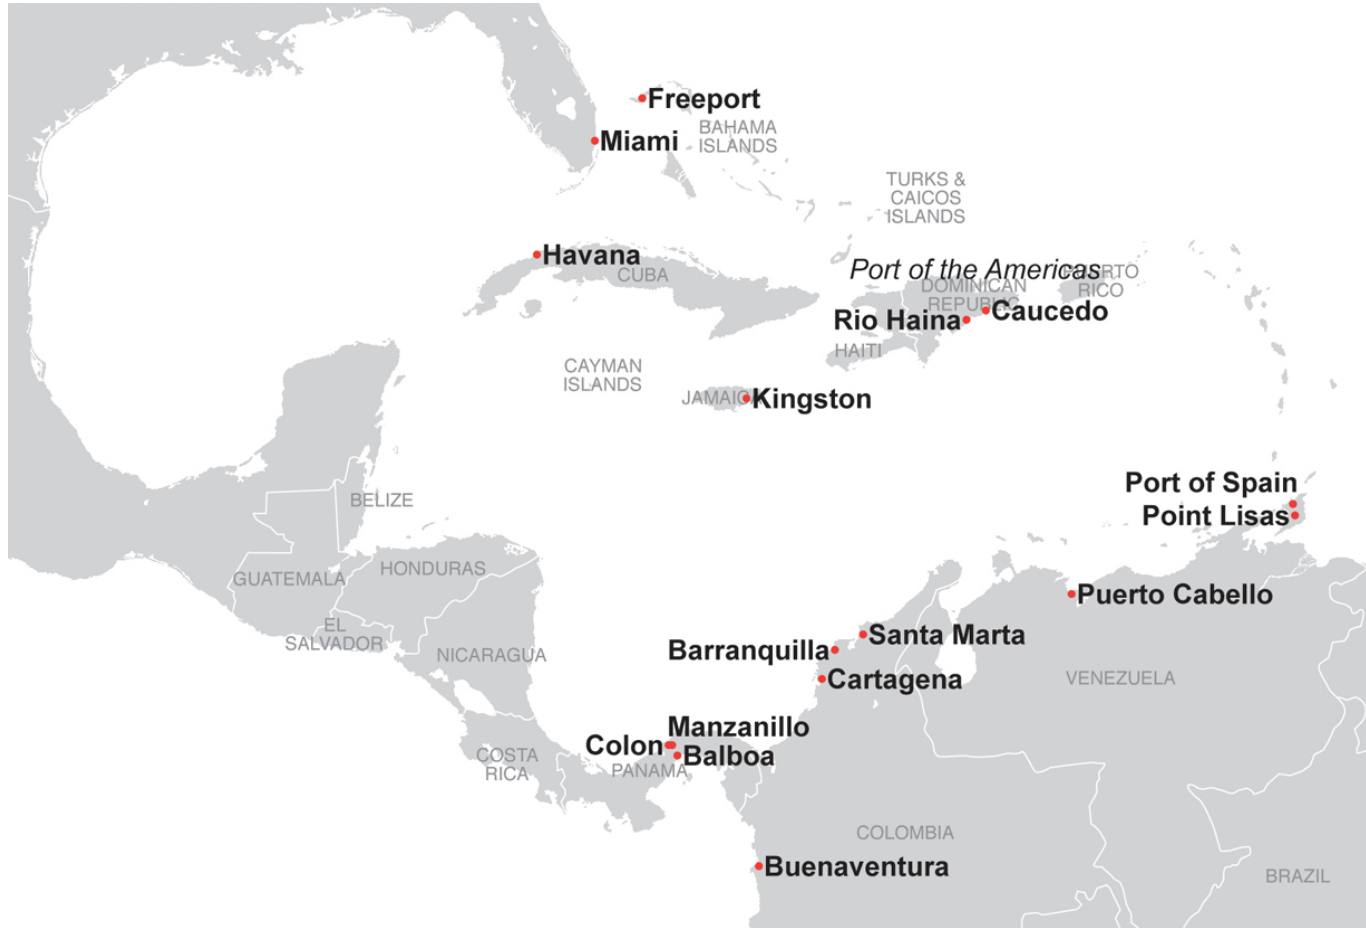 Freeport
BAHAMA
ISLANDS
Miami
TURKS &
CAICOS
ISLANDS
Havana
CUBA
Port of the Americas
PUERTO
RICO
DOMINICAN
REPUBLIC
Caucedo
Rio Haina
HAITI
CAYMAN
ISLANDS
JAMAICA
Kingston
Port of Spain
Point Lisas
BELIZE
GUATEMALA
HONDURAS
EL
SALVADOR
NICARAGUA
Puerto Cabello
Santa Marta
Barranquilla
Cartagena
VENEZUELA
Manzanillo
Colon
Balboa
PANAMA
COSTA
RICA
COLOMBIA
Buenaventura
BRAZIL